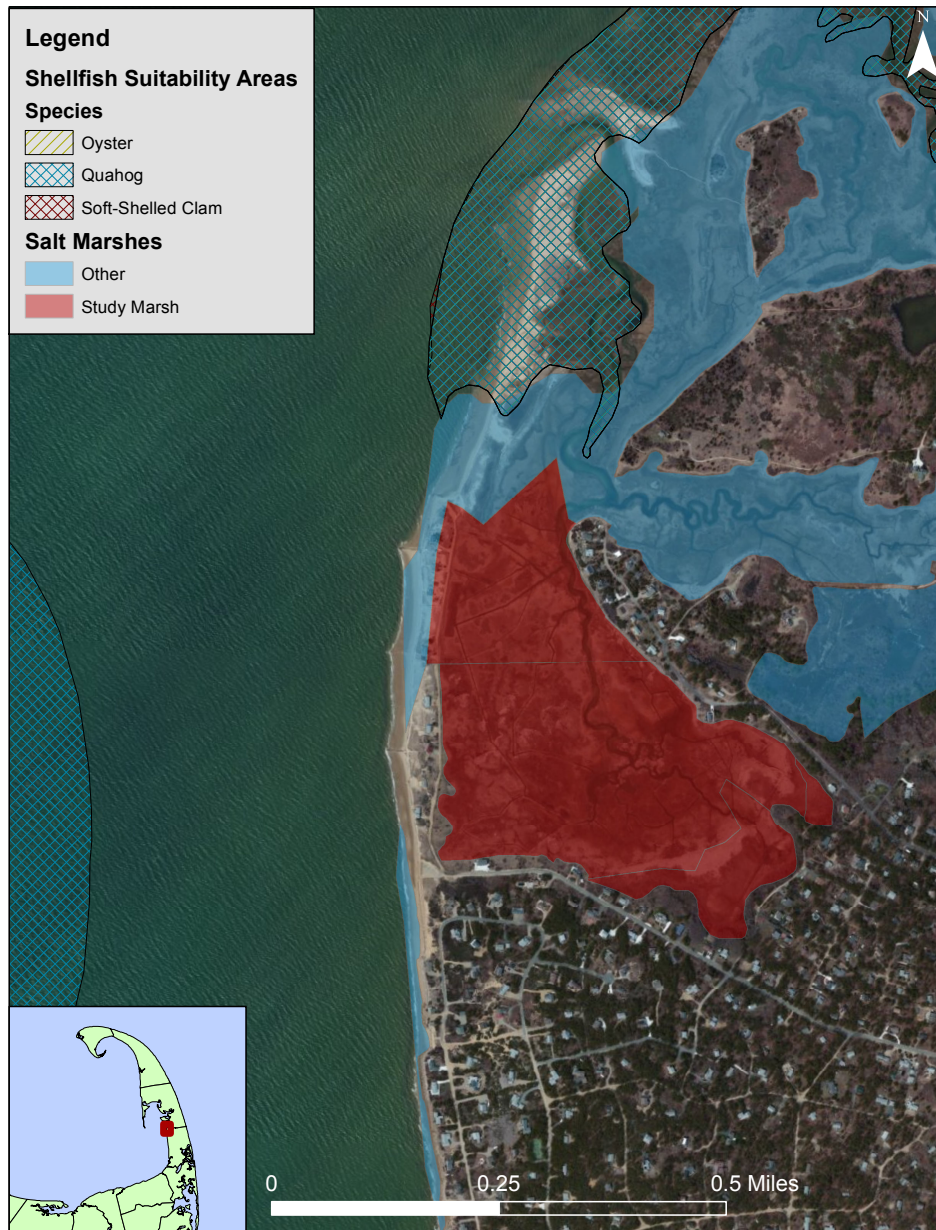 Legend
Shellfish Suitability Areas
Species
Oyster
Quahog
Soft-Shelled Clam
Salt Marshes
Other
Study Marsh
N
0 0.25 0.5 Miles